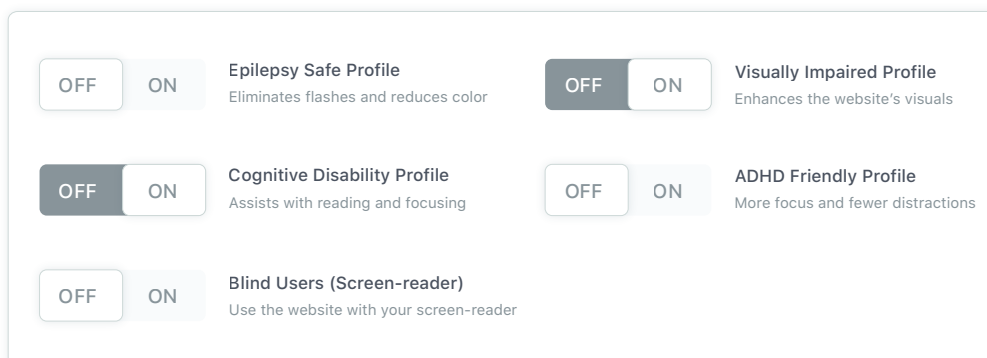 OFF ON Epilepsy Safe Profile
Eliminates flashes and reduces color
OFF ON Visually Impaired Profile
Enhances the website's visuals
OFF ON Cognitive Disability Profile
Assists with reading and focusing
OFF ON ADHD Friendly Profile
More focus and fewer distractions
OFF ON Blind Users (Screen-reader)
Use the website with your screen-reader